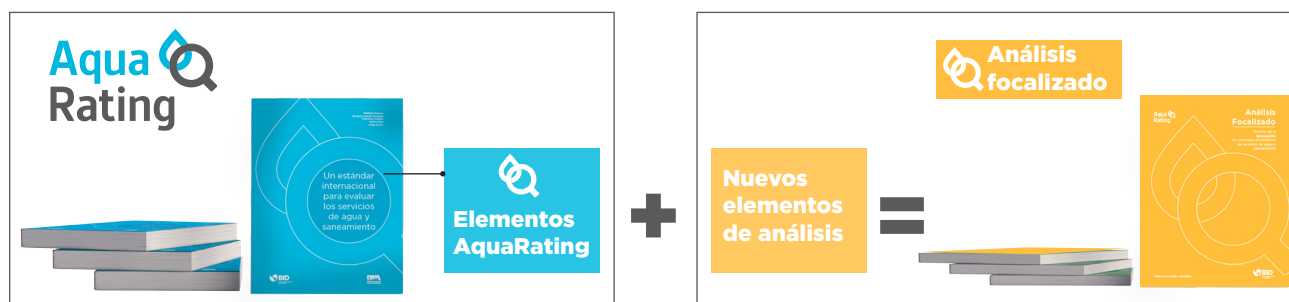 Aqua
Rating
Un estándar
internacional
para evaluar
los servicios
de agua y
saneamiento
BID
Elementos
AquaRating
Nuevos
elementos
de análisis
Análisis
focalizado
Aqua
Rating
Análisis
Focalizado
BID